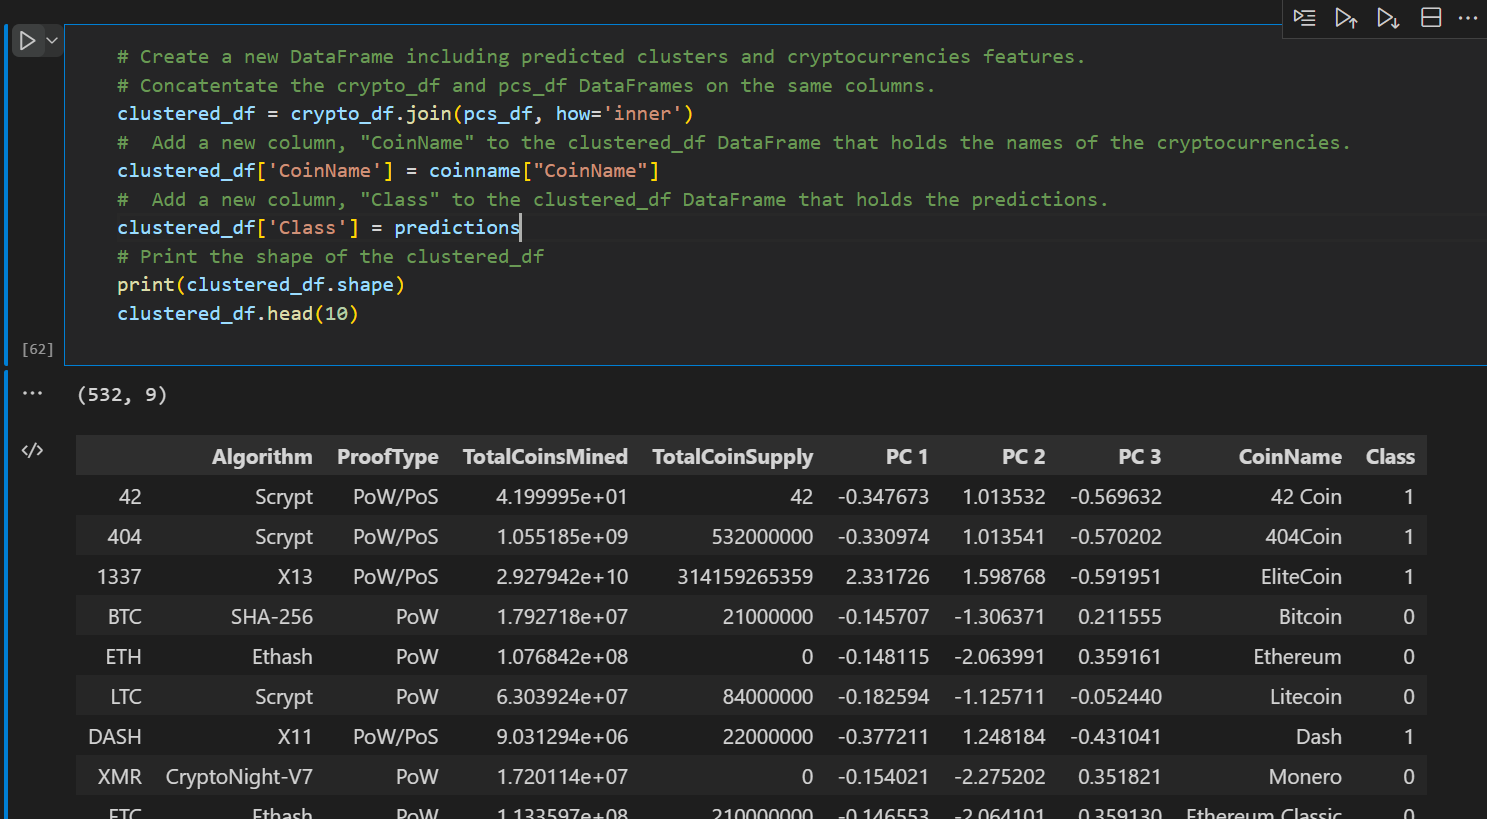 # Create a new DataFrame including predicted clusters and cryptocurrencies features.
# Concatentate the crypto_df and pcs_df DataFrames on the same columns.
clustered_df = crypto_df.join(pcs_df, how='inner')
#  Add a new column, "CoinName" to the clustered_df DataFrame that holds the names of the cryptocurrencies.
clustered_df['CoinName'] = coinname["CoinName"]
#  Add a new column, "Class" to the clustered_df DataFrame that holds the predictions.
clustered_df['Class'] = predictions
# Print the shape of the clustered_df
print(clustered_df.shape)
clustered_df.head(10)
[62]
(532, 9)
Algorithm ProofType TotalCoinsMined TotalCoinSupply PC 1 PC 2 PC 3 CoinName Class
42 Scrypt PoW/PoS 4.199995e+01 42 -0.347673 1.013532 -0.569632 42 Coin 1
404 Scrypt PoW/PoS 1.055185e+09 532000000 -0.330974 1.013541 -0.570202 404Coin 1
1337 X13 PoW/PoS 2.927942e+10 314159265359 2.331726 1.598768 -0.591951 EliteCoin 1
BTC SHA-256 PoW 1.792718e+07 21000000 -0.145707 -1.306371 0.211555 Bitcoin 0
ETH Ethash PoW 1.076842e+08 0 -0.148115 -2.063991 0.359161 Ethereum 0
LTC Scrypt PoW 6.303924e+07 84000000 -0.182594 -1.125711 -0.052440 Litecoin 0
DASH X11 PoW/PoS 9.031294e+06 22000000 -0.377211 1.248184 -0.431041 Dash 1
XMR CryptoNight-V7 PoW 1.720114e+07 0 -0.154021 -2.275202 0.351821 Monero 0
ETC Ethash PoW 1.133597e+08 210000000 -0.146553 -2.064101 0.359130 Ethereum Classic 0